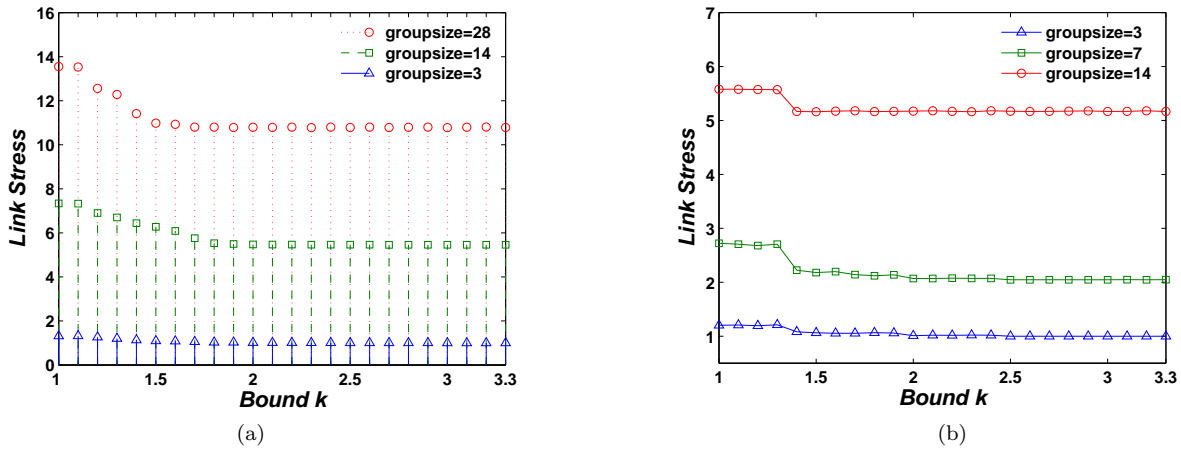 16
14
12
10
8
6
4
2
0
Link Stress
groupsize=28
groupsize=14
groupsize=3
1
1.5
2
2.5
3
3.3
Bound k
(a)
7
6
5
4
3
2
1
Link Stress
groupsize=3
groupsize=7
groupsize=14
1
1.5
2
2.5
3
3.3
Bound k
(b)